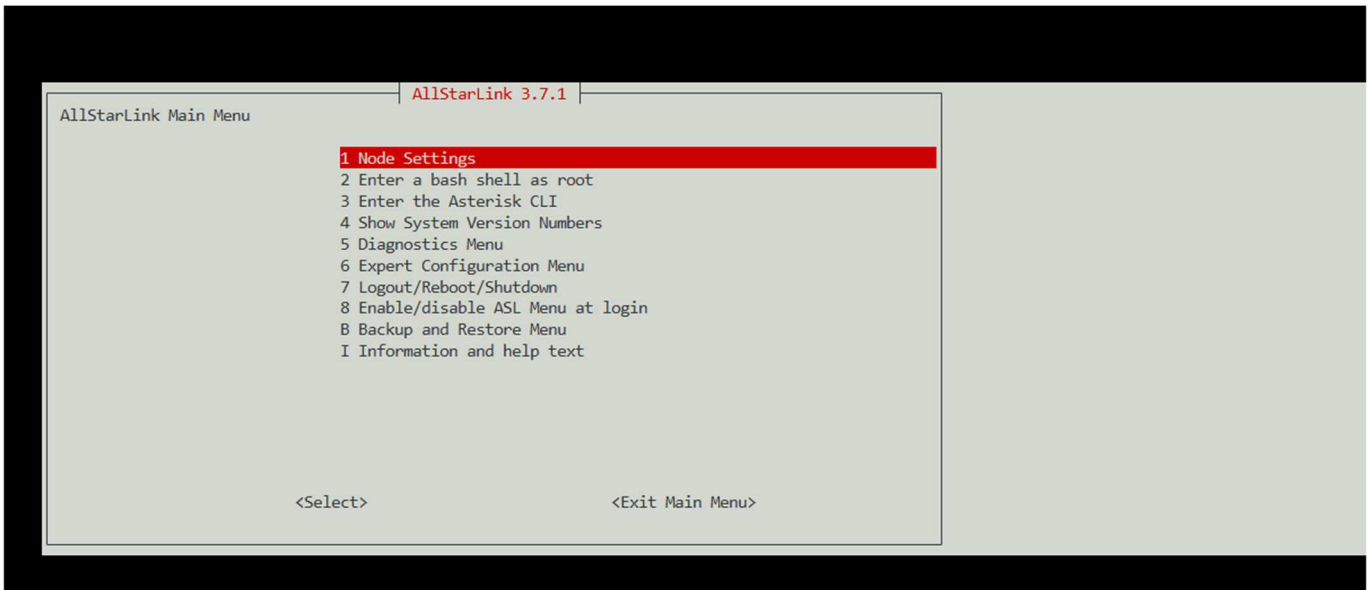 AllStarLink 3.7.1
AllStarLink Main Menu
1 Node Settings
2 Enter a bash shell as root
3 Enter the Asterisk CLI
4 Show System Version Numbers
5 Diagnostics Menu
6 Expert Configuration Menu
7 Logout/Reboot/Shutdown
8 Enable/disable ASL Menu at login
B Backup and Restore Menu
I Information and help text
<Select> <Exit Main Menu>